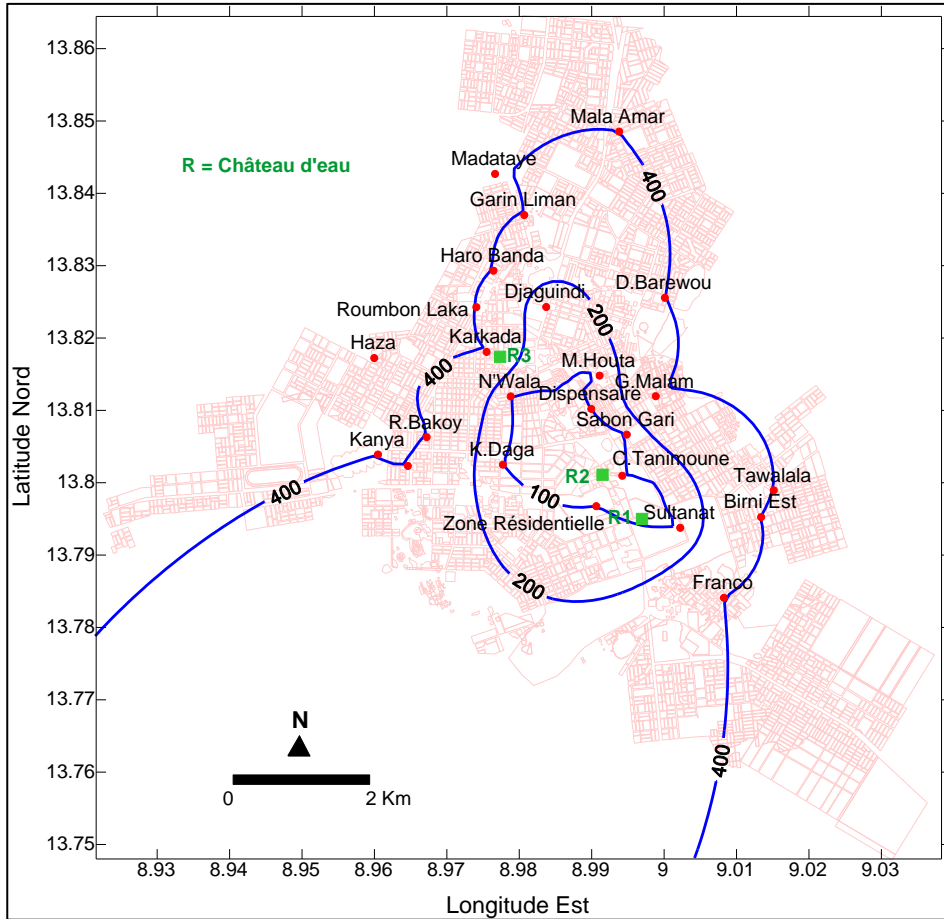 13.86
13.85
13.84
13.83
13.82
13.81
13.80
13.79
13.78
13.77
13.76
13.75
Latitude Nord
R = Château d'eau
Mala Amar
Madataye
400
Garin Liman
Haro Banda
D.Barewou
Djaguindi
Roumbon Laka
200
Haza
Karkada
R3
M.Houta
400
N'Wala
G.Malam
Dispensaire
Sabon Gari
R.Bakoy
Kanya
K.Daga
C.Tanimoune
R2
Tawalala
400
100
Birni Est
Sultanat
R1
Zone Résidentielle
200
Franco
400
N
0
2 Km
8.93
8.94
8.95
8.96
8.97
8.98
8.99
9
9.01
9.02
9.03
Longitude Est